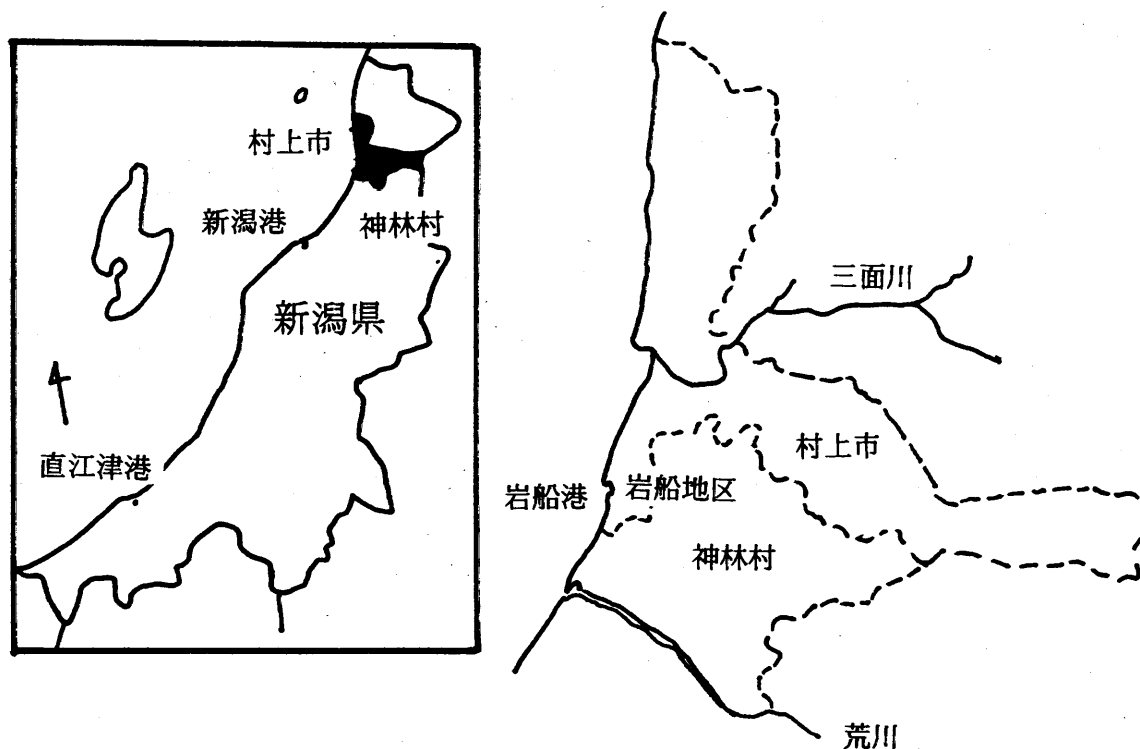 村上市
新潟港
神林村
新潟県
直江津港
三面川
村上市
岩船港
岩船地区
神林村
荒川